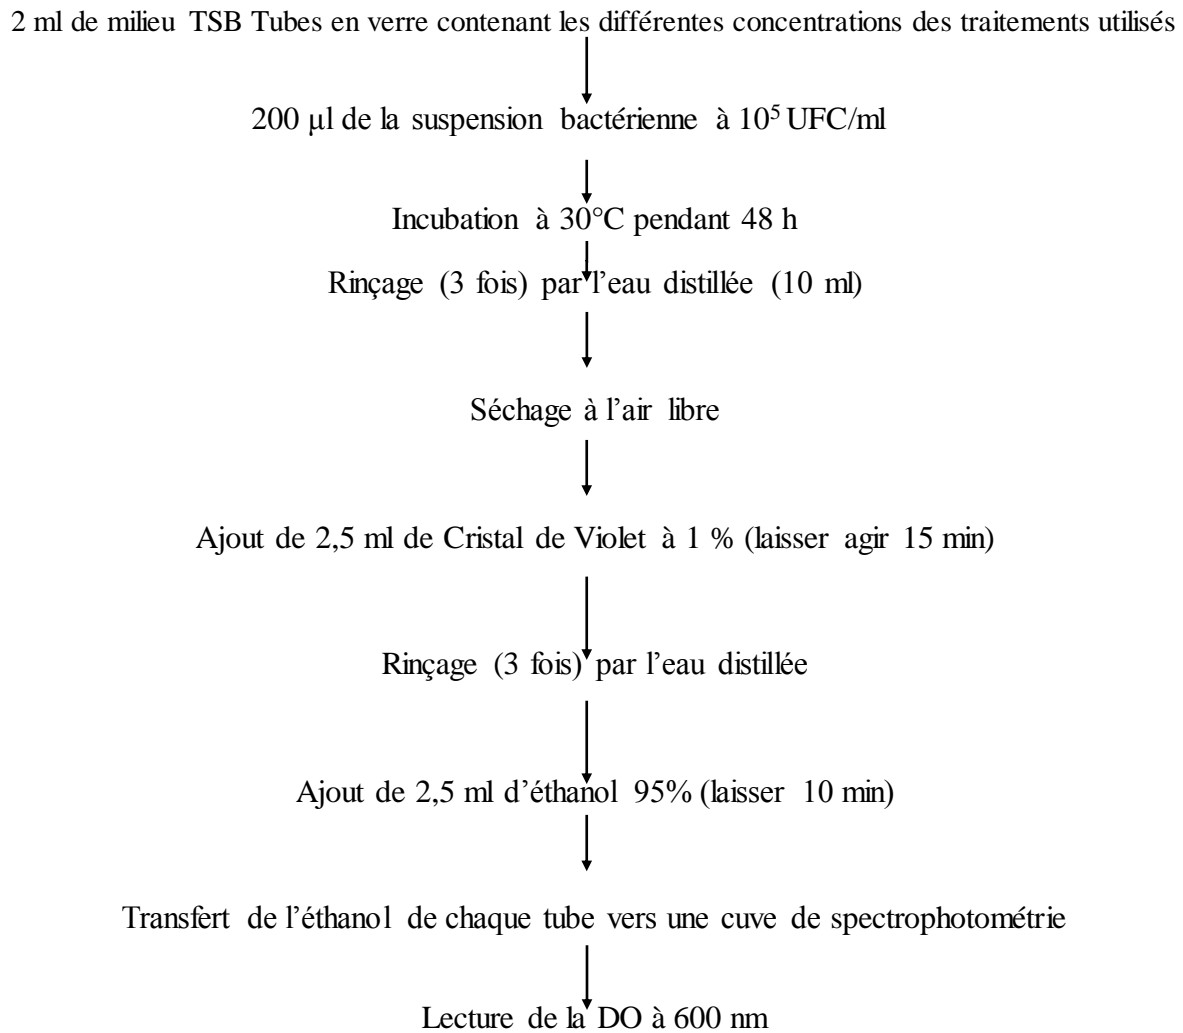 2 ml de milieu TSB Tubes en verre contenant les différentes concentrations des traitements utilisés
200 µl de la suspension bactérienne à 10⁵ UFC/ml
Incubation à 30°C pendant 48 h
Rinçage (3 fois) par l’eau distillée (10 ml)
Séchage à l’air libre
Ajout de 2,5 ml de Cristal de Violet à 1 % (laisser agir 15 min)
Rinçage (3 fois) par l’eau distillée
Ajout de 2,5 ml d’éthanol 95% (laisser 10 min)
Transfert de l’éthanol de chaque tube vers une cuve de spectrophotométrie
Lecture de la DO à 600 nm